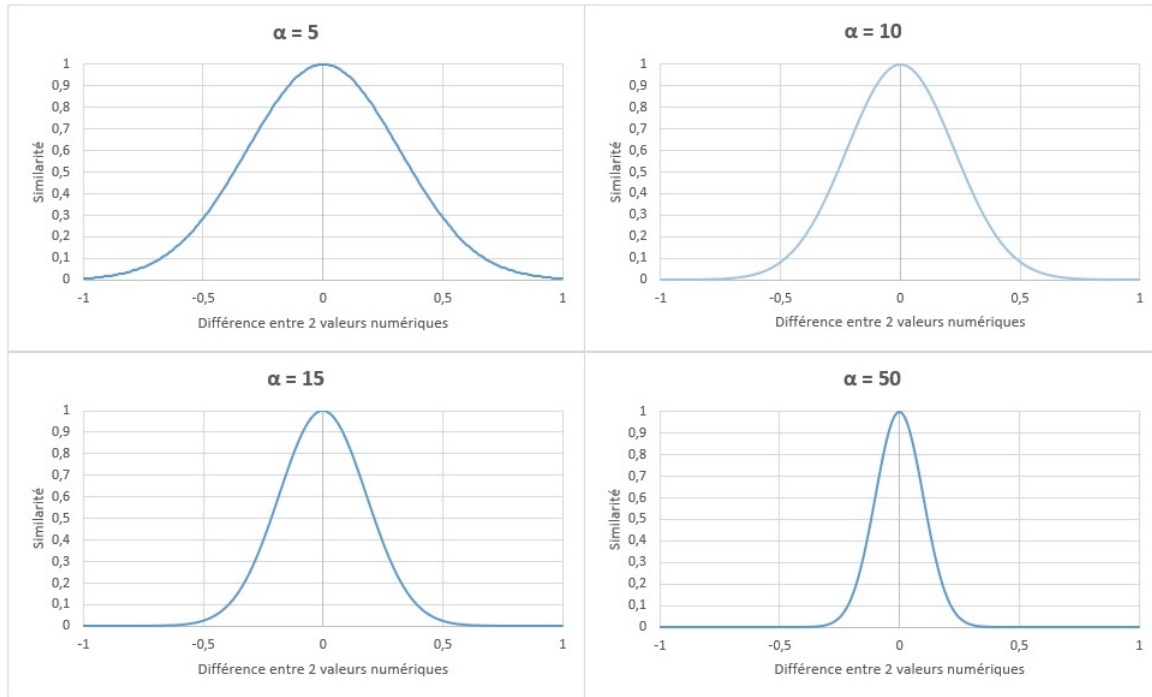 α = 5
Similarité
1
0,9
0,8
0,7
0,6
0,5
0,4
0,3
0,2
0,1
0
-1 -0,5 0 0,5 1
Différence entre 2 valeurs numériques
α = 10
Similarité
1
0,9
0,8
0,7
0,6
0,5
0,4
0,3
0,2
0,1
0
-1 -0,5 0 0,5 1
Différence entre 2 valeurs numériques
α = 15
Similarité
1
0,9
0,8
0,7
0,6
0,5
0,4
0,3
0,2
0,1
0
-1 -0,5 0 0,5 1
Différence entre 2 valeurs numériques
α = 50
Similarité
1
0,9
0,8
0,7
0,6
0,5
0,4
0,3
0,2
0,1
0
-1 -0,5 0 0,5 1
Différence entre 2 valeurs numériques